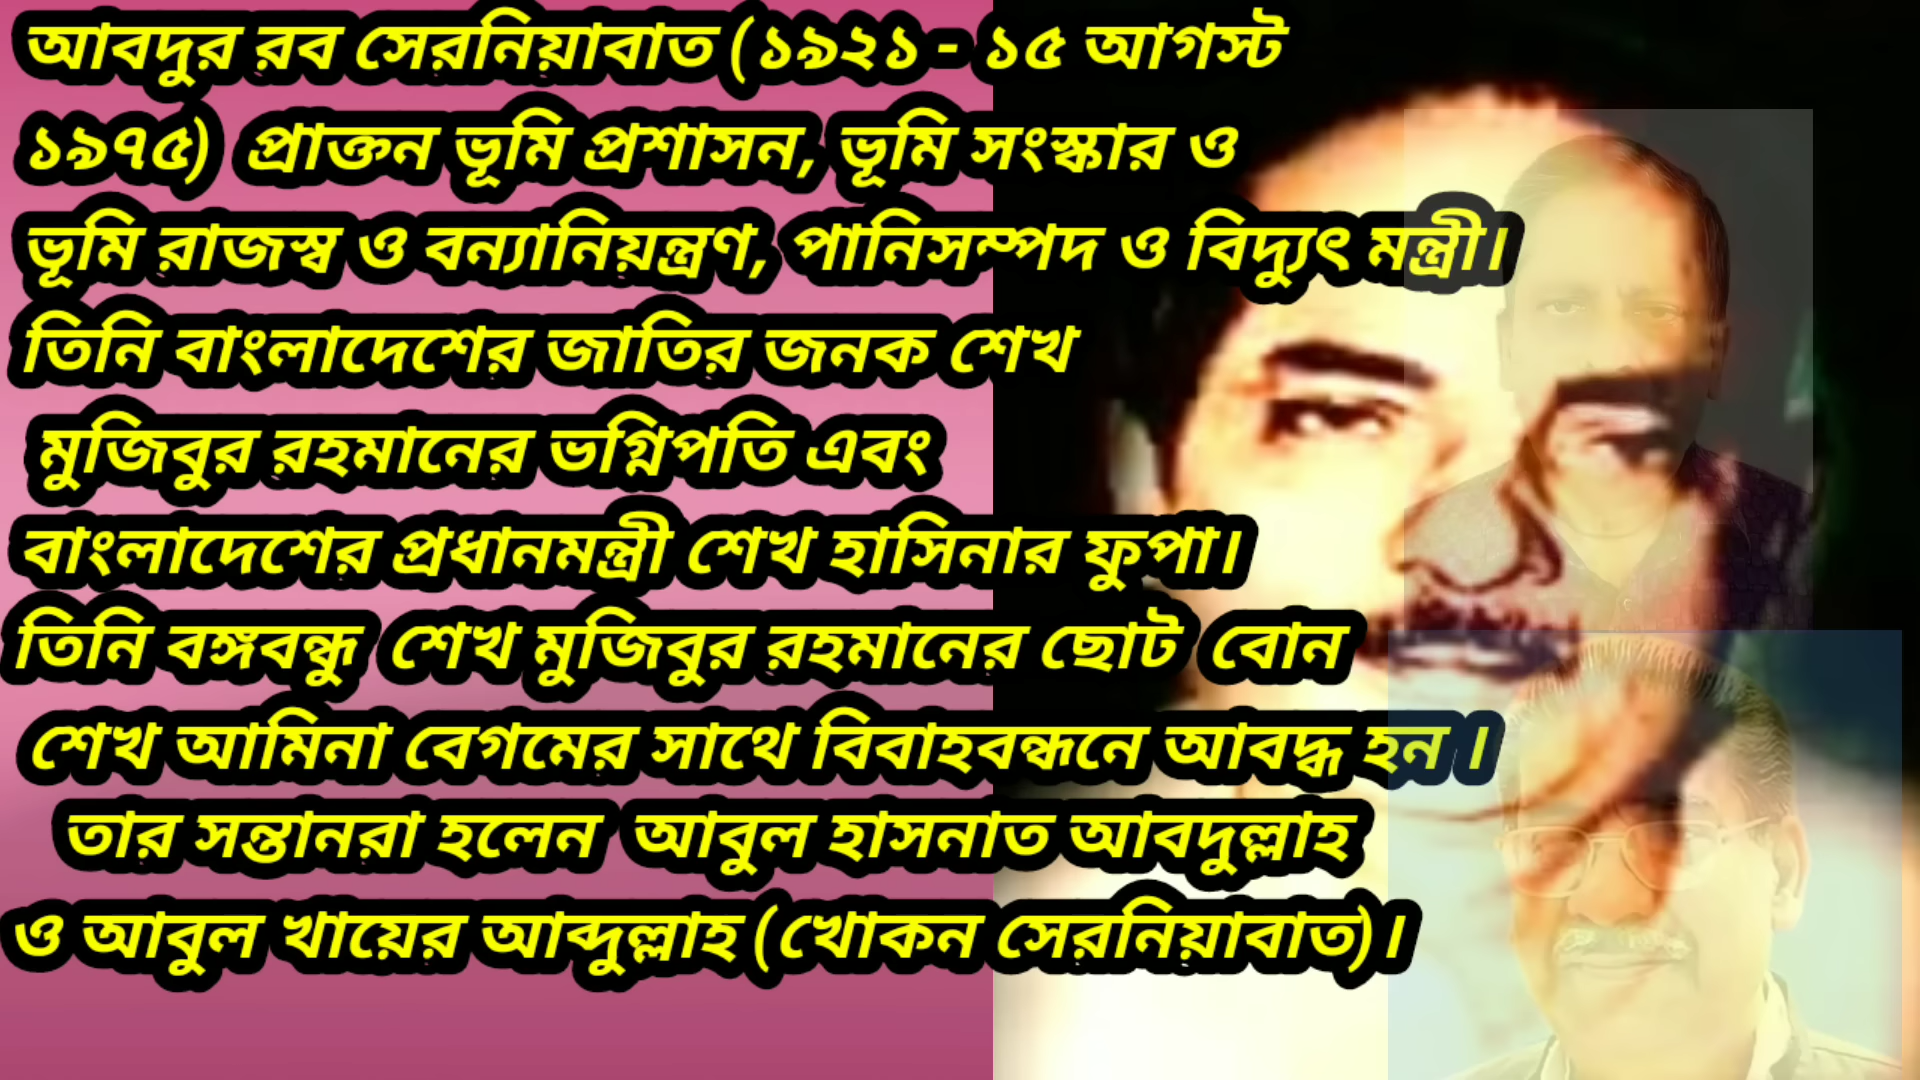 আবদুর রব সেরনিয়াবাত (১৯২১ - ১৫ আগস্ট
১৯৭৫) প্রাক্তন ভূমি প্রশাসন, ভূমি সংস্কার ও
ভূমি রাজস্ব ও বন্যানিয়ন্ত্রণ, পানিসম্পদ ও বিদ্যুৎ মন্ত্রী।
তিনি বাংলাদেশের জাতির জনক শেখ
মুজিবুর রহমানের ভগ্নিপতি এবং
বাংলাদেশের প্রধানমন্ত্রী শেখ হাসিনার ফুপা।
তিনি বঙ্গবন্ধু শেখ মুজিবুর রহমানের ছোট বোন
শেখ আমিনা বেগমের সাথে বিবাহবন্ধনে আবদ্ধ হন ।
তার সন্তানরা হলেন আবুল হাসনাত আবদুল্লাহ
ও আবুল খায়ের আব্দুল্লাহ (খোকন সেরনিয়াবাত)।